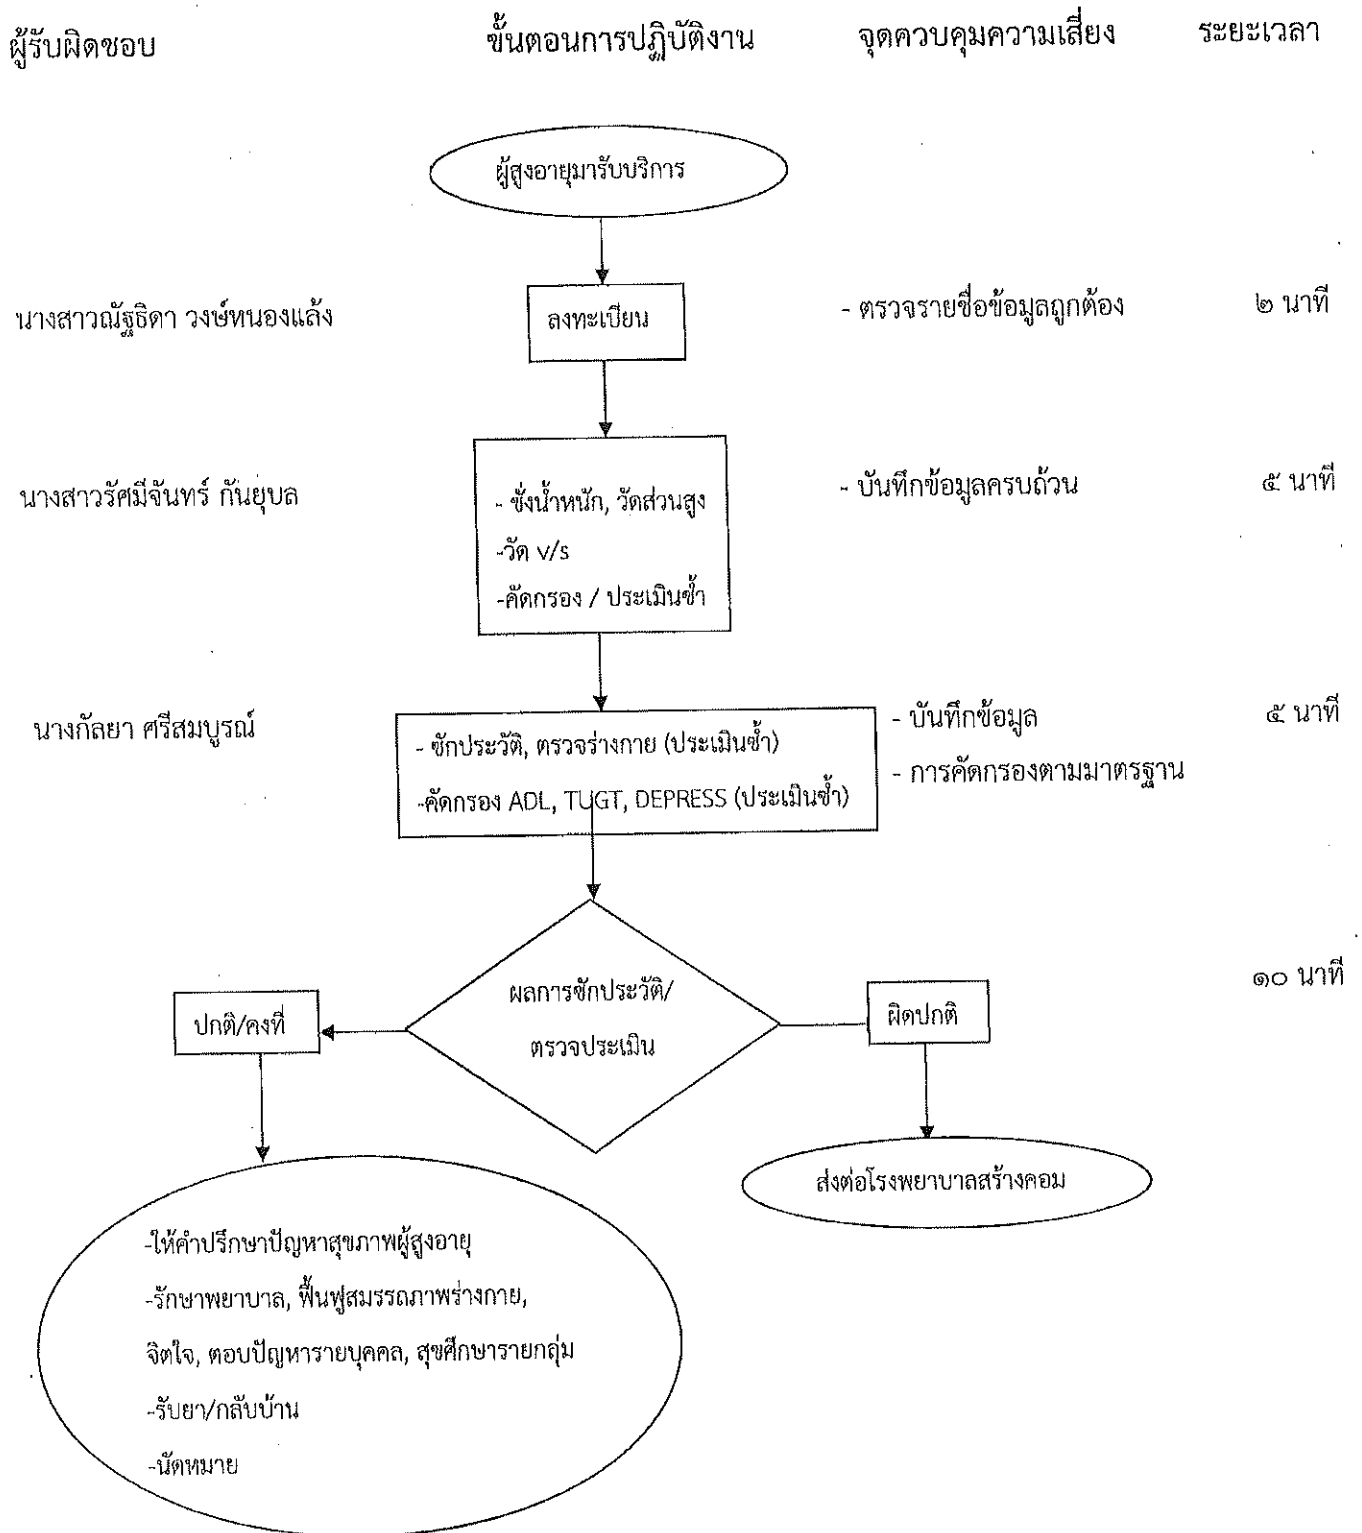 ผู้รับผิดชอบ ขั้นตอนการปฏิบัติงาน จุดควบคุมความเสี่ยง ระยะเวลา
ผู้สูงอายุมารับบริการ
นางสาวณัฐธิดา วงษ์หนองแล้ง ลงทะเบียน - ตรวจรายชื่อข้อมูลถูกต้อง ๒ นาที
นางสาวรัศมีจันทร์ กันยุบล - ชั่งน้ำหนัก, วัดส่วนสูง - บันทึกข้อมูลครบถ้วน ๕ นาที
-วัด v/s
-คัดกรอง / ประเมินซ้ำ
นางกัลยา ศรีสมบูรณ์ - ซักประวัติ, ตรวจร่างกาย (ประเมินซ้ำ) - บันทึกข้อมูล ๕ นาที
-คัดกรอง ADL, TUGT, DEPRESS (ประเมินซ้ำ) - การคัดกรองตามมาตรฐาน
๑๐ นาที
ปกติ/คงที่ ผลการซักประวัติ/ ผิดปกติ
ตรวจประเมิน
ส่งต่อโรงพยาบาลสร้างคอม
-ให้คำปรึกษาปัญหาสุขภาพผู้สูงอายุ
-รักษาพยาบาล, ฟื้นฟูสมรรถภาพร่างกาย,
จิตใจ, ตอบปัญหารายบุคคล, สุขศึกษารายกลุ่ม
-รับยา/กลับบ้าน
-นัดหมาย